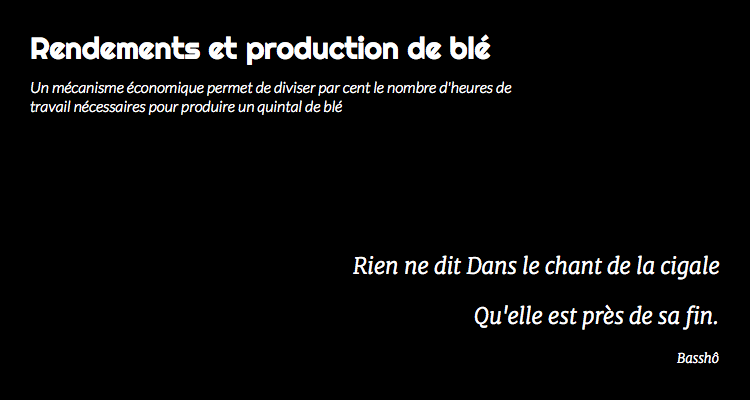 Rendements et production de blé
Un mécanisme économique permet de diviser par cent le nombre d'heures de
travail nécessaires pour produire un quintal de blé
Rien ne dit Dans le chant de la cigale
Qu'elle est près de sa fin.
Basshô